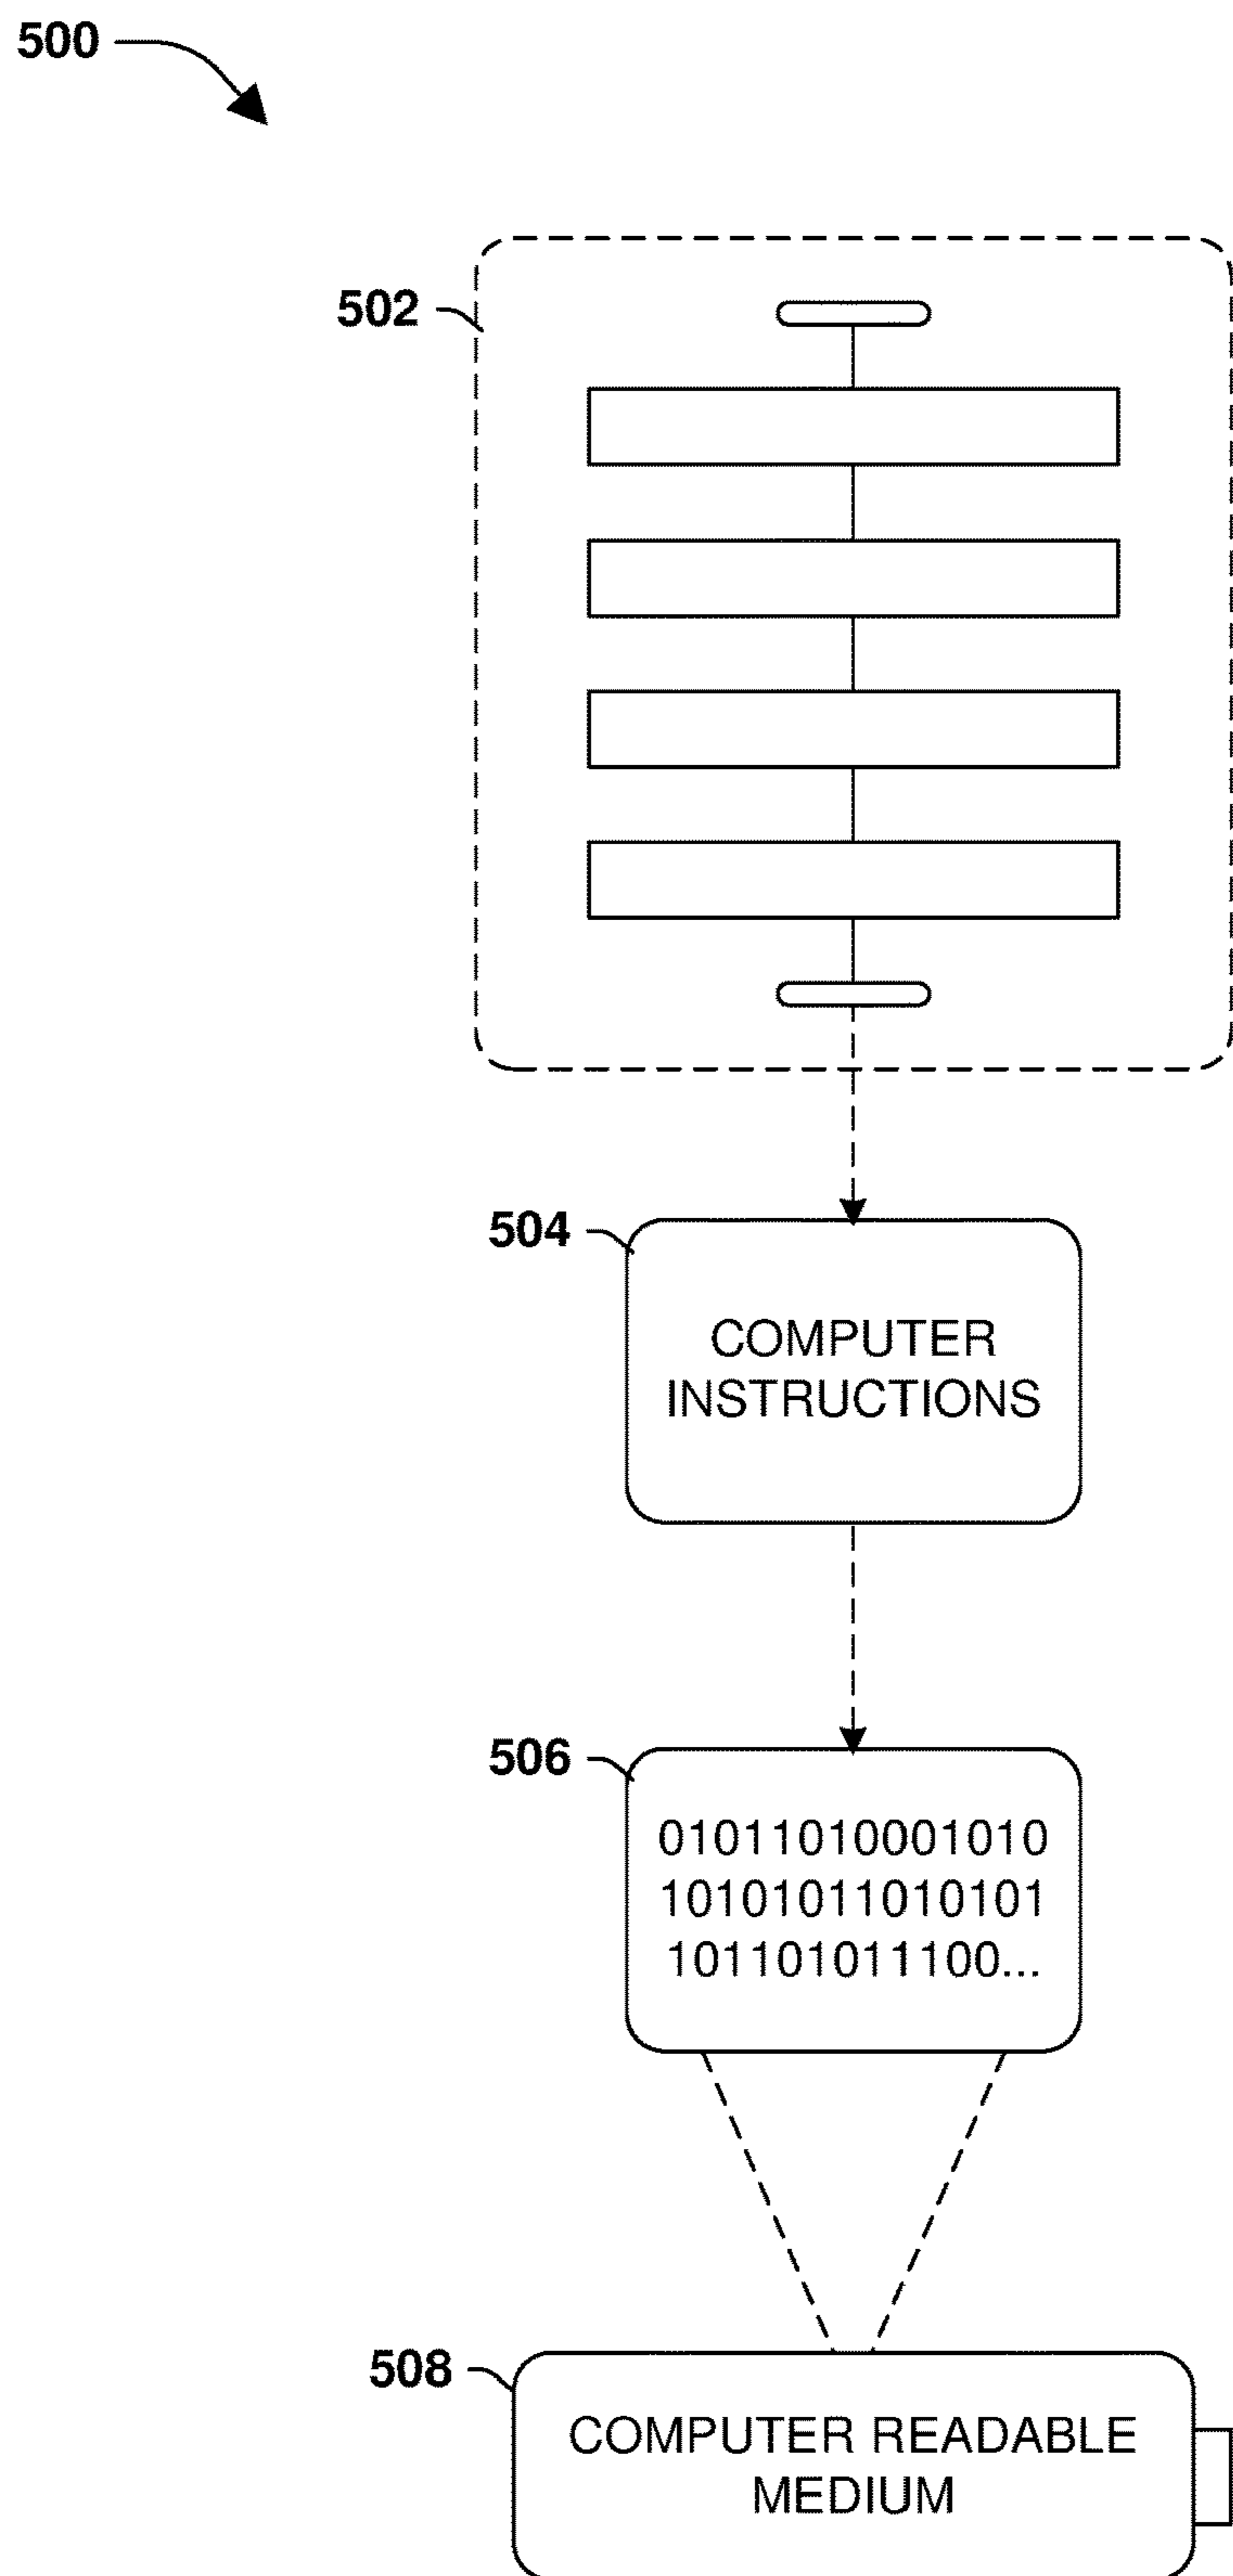 500
502
504
COMPUTER
INSTRUCTIONS
506
01011010001010
10101011010101
101101011100...
508
COMPUTER READABLE
MEDIUM